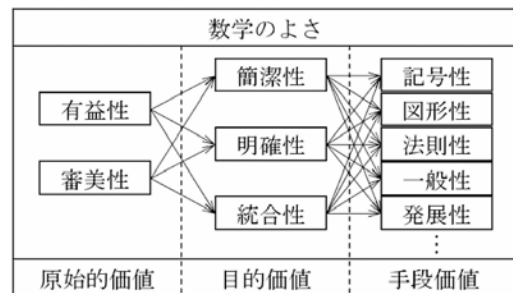 数学のよさ
有益性
審美性
簡潔性
明確性
統合性
記号性
図形性
法則性
一般性
発展性
⋮
原始的価値
目的価値
手段価値